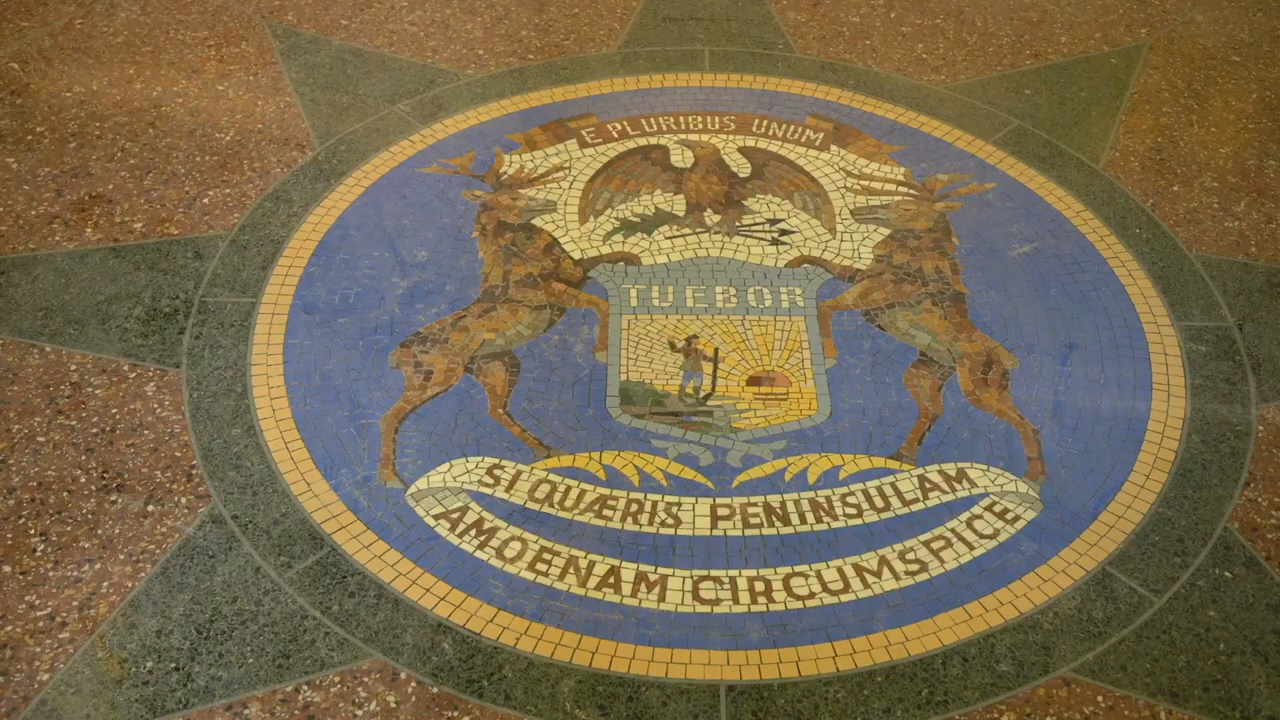 E PLURIBUS UNUM
TUEBOR
SI QUÆRIS PENINSULAM
AMOENAM CIRCUMSPICE